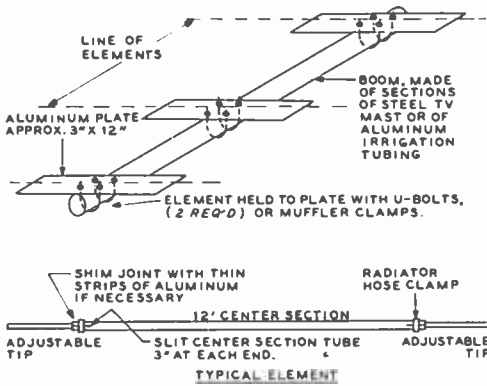 LINE OF
ELEMENTS
BOOM, MADE
OF SECTIONS
OF STEEL TV
MAST OR OF
ALUMINUM
IRRIGATION
TUBING
ALUMINUM PLATE
APPROX. 3" X 12"
ELEMENT HELD TO PLATE WITH U-BOLTS,
(2 REQ'D) OR MUFFLER CLAMPS.
SHIM JOINT WITH THIN
STRIPS OF ALUMINUM
IF NECESSARY
RADIATOR
HOSE CLAMP
12' CENTER SECTION
ADJUSTABLE
TIP
SLIT CENTER SECTION TUBE
3" AT EACH END.
ADJUSTABLE
TIP
TYPICAL ELEMENT